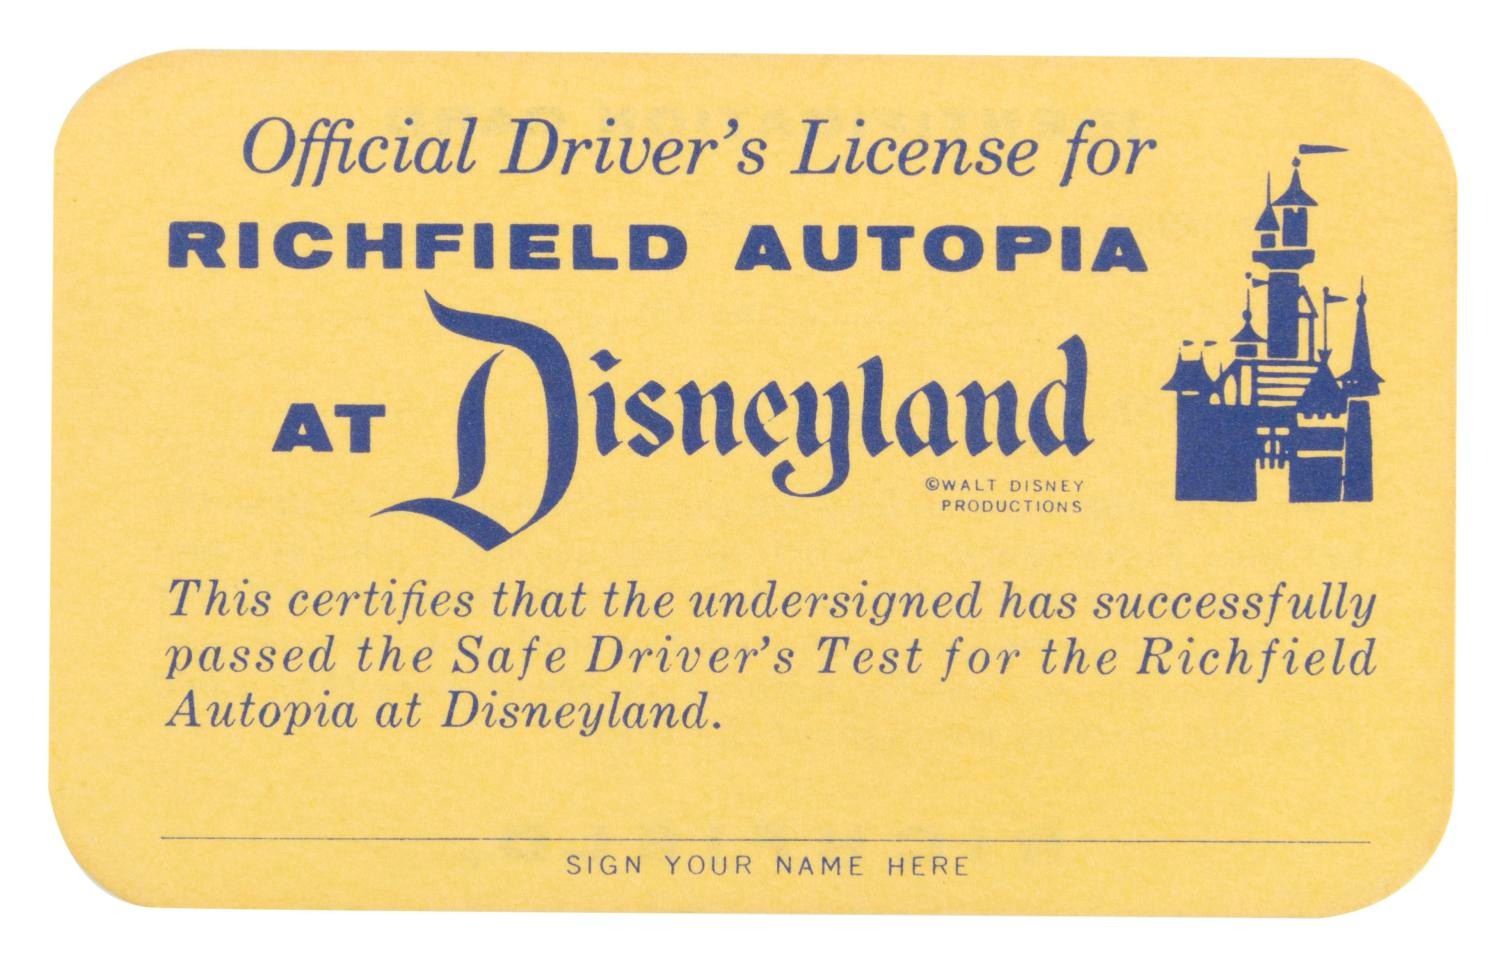 Official Driver's License for
RICHFIELD AUTOPIA
AT Disneyland
©WALT DISNEY
PRODUCTIONS
This certifies that the undersigned has successfully
passed the Safe Driver's Test for the Richfield
Autopia at Disneyland.
SIGN YOUR NAME HERE